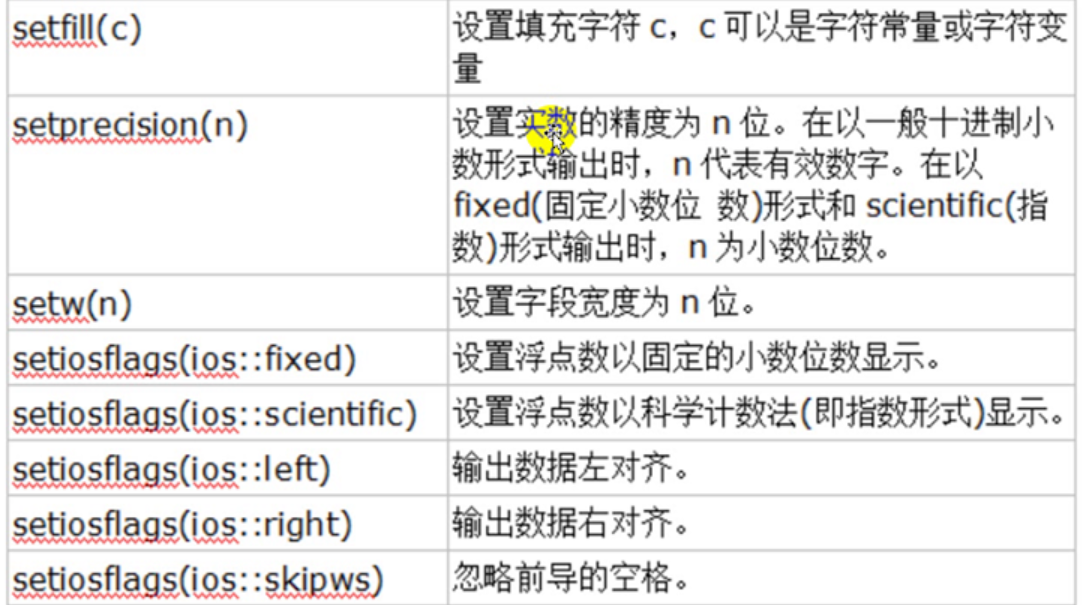 setfill(c)
设置填充字符 c，c 可以是字符常量或字符变
量
setprecision(n)
设置实数的精度为 n 位。在以一般十进制小
数形式输出时，n 代表有效数字。在以
fixed(固定小数位 数)形式和 scientific(指
数)形式输出时，n 为小数位数。
setw(n)
设置字段宽度为 n 位。
setiosflags(ios::fixed)
设置浮点数以固定的小数位数显示。
setiosflags(ios::scientific)
设置浮点数以科学计数法(即指数形式)显示。
setiosflags(ios::left)
输出数据左对齐。
setiosflags(ios::right)
输出数据右对齐。
setiosflags(ios::skipws)
忽略前导的空格。